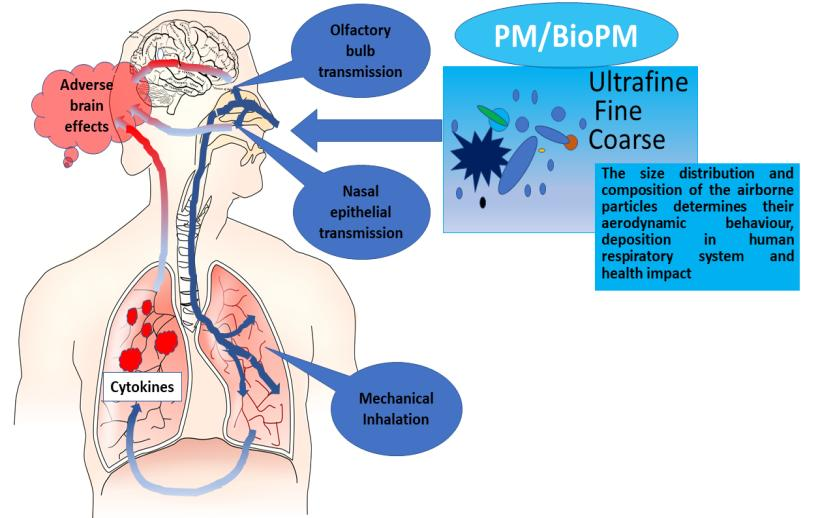 Olfactory
bulb
transmission
PM/BioPM
Adverse
brain
effects
Ultrafine
Fine
Coarse
The size distribution and
composition of the airborne
particles determines their
aerodynamic behaviour,
deposition in human
respiratory system and
health impact
Nasal
epithelial
transmission
Cytokines
Mechanical
Inhalation